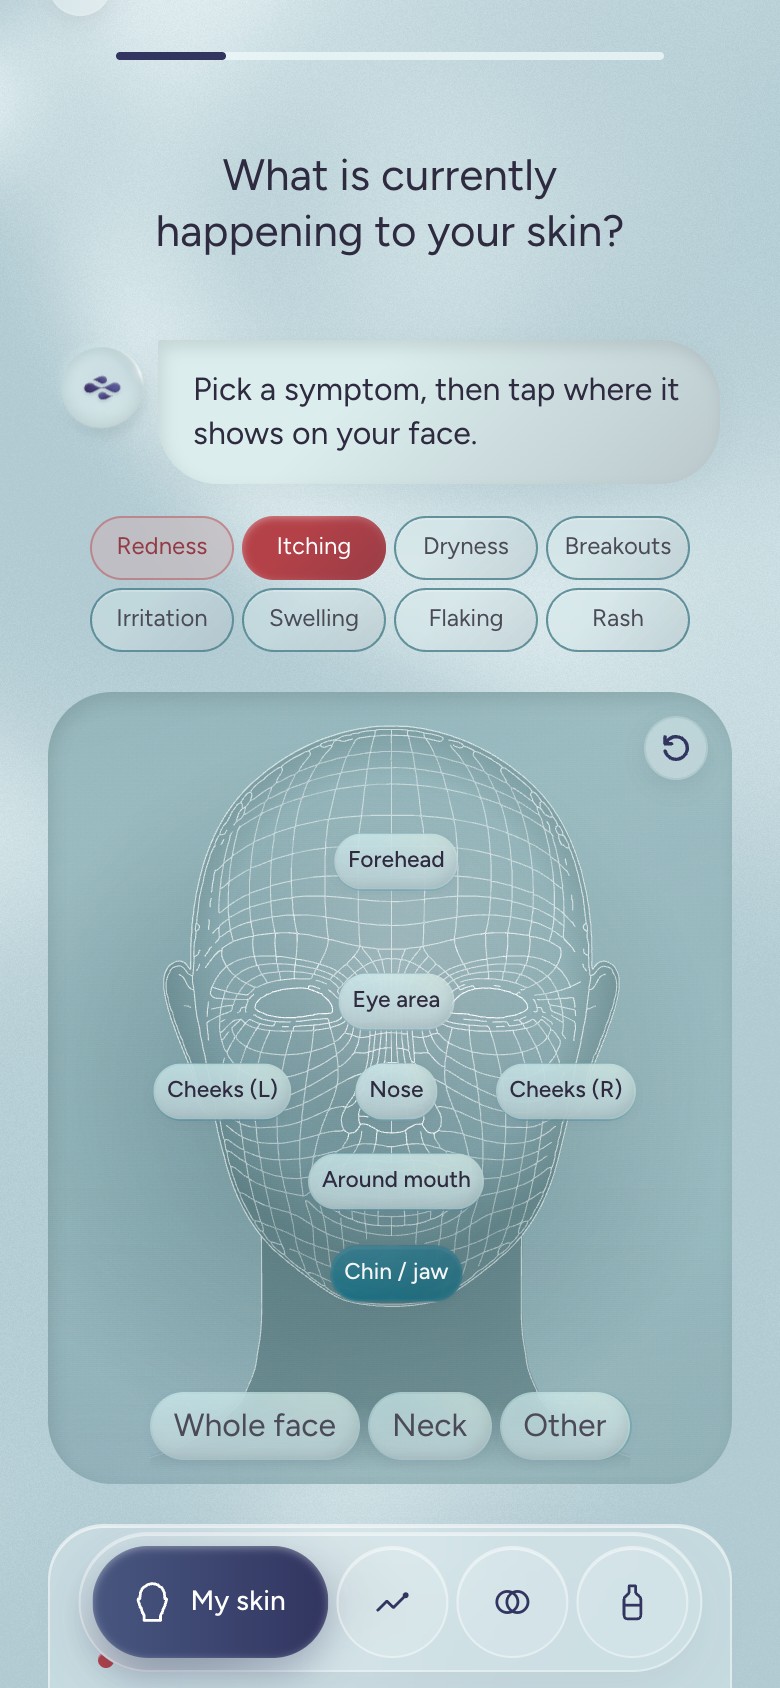 What is currently
happening to your skin?
Pick a symptom, then tap where it
shows on your face.
Redness Itching Dryness Breakouts
Irritation Swelling Flaking Rash
Forehead
Eye area
Cheeks (L) Nose Cheeks (R)
Around mouth
Chin / jaw
Whole face Neck Other
My skin